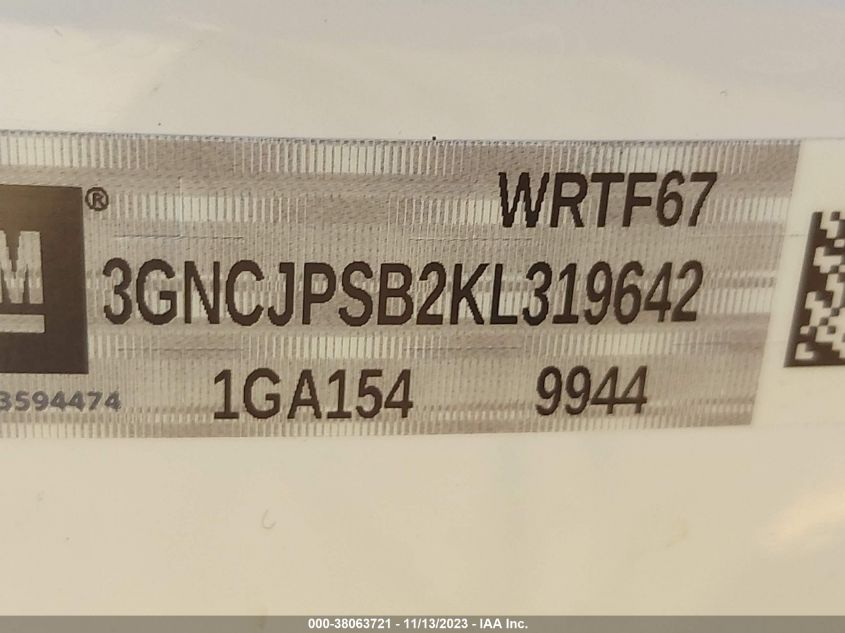 WRTF67
M®
3GNCJPSB2KL319642
3594474
1GA154 9944
000-38063721 - 11/13/2023 - IAA Inc.